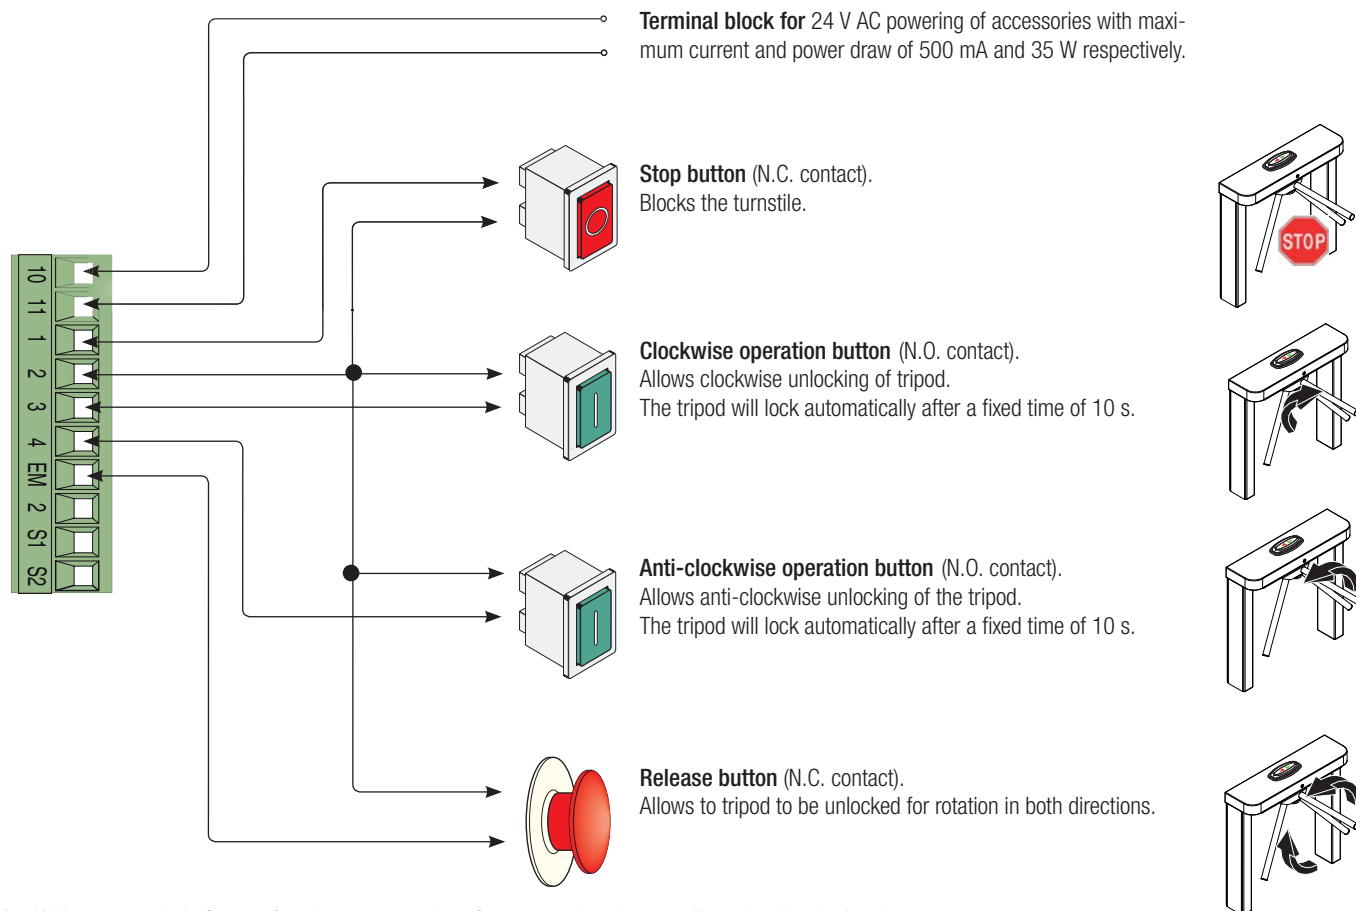 Terminal block for 24 V AC powering of accessories with maxi-
mum current and power draw of 500 mA and 35 W respectively.
Stop button (N.C. contact).
Blocks the turnstile.
STOP
10
11
1
2
3
4
EM
2
S1
S2
Clockwise operation button (N.O. contact).
Allows clockwise unlocking of tripod.
The tripod will lock automatically after a fixed time of 10 s.
Anti-clockwise operation button (N.O. contact).
Allows anti-clockwise unlocking of the tripod.
The tripod will lock automatically after a fixed time of 10 s.
Release button (N.C. contact).
Allows to tripod to be unlocked for rotation in both directions.